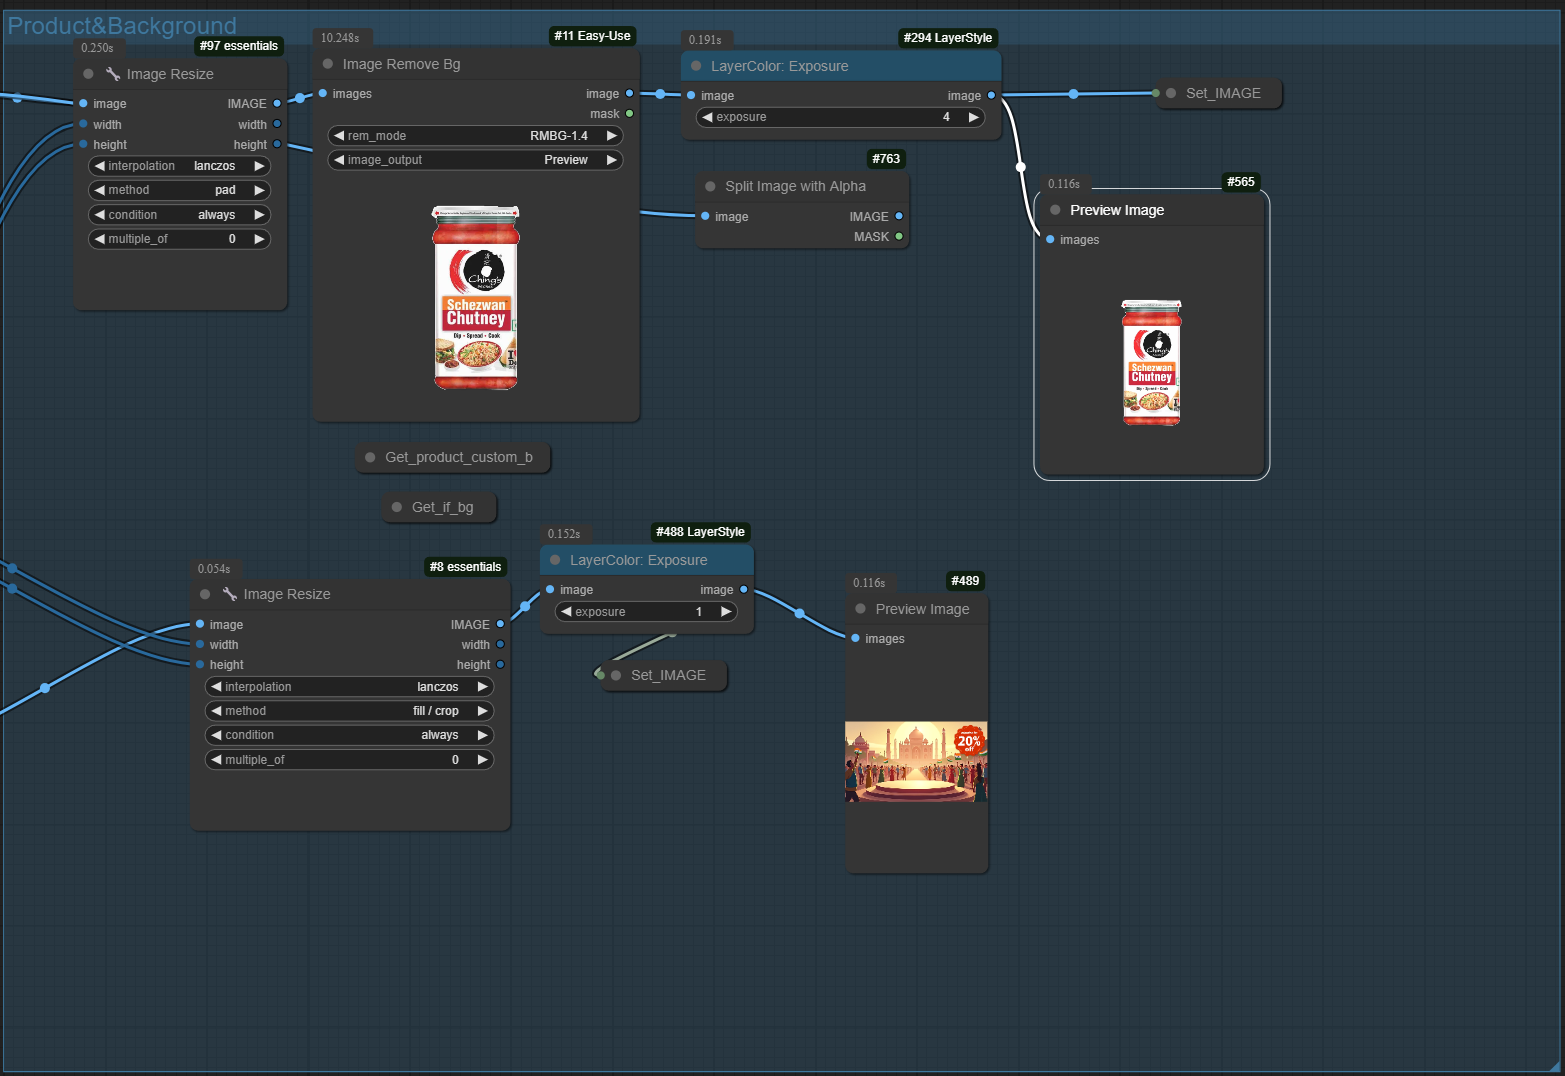 Product&Background
0.250s
#97 essentials
Image Resize
image IMAGE
width width
height height
interpolation lanczos
method pad
condition always
multiple_of 0
10.248s
#11 Easy-Use
Image Remove Bg
images image
mask
rem_mode RMBG-1.4
image_output Preview
Ching's
SECRET
Schezwan
Chutney
Dip • Spread • Cook
0.191s
#294 LayerStyle
LayerColor: Exposure
image image
exposure 4
Set_IMAGE
#763
Split Image with Alpha
image IMAGE
MASK
0.116s
#565
Preview Image
images
Ching's
Schezwan
Chutney
Dip • Spread • Cook
Get_product_custom_b
Get_if_bg
0.054s
#8 essentials
Image Resize
image IMAGE
width width
height height
interpolation lanczos
method fill / crop
condition always
multiple_of 0
0.152s
#488 LayerStyle
LayerColor: Exposure
image image
exposure 1
Set_IMAGE
0.116s
#489
Preview Image
images
20%
off